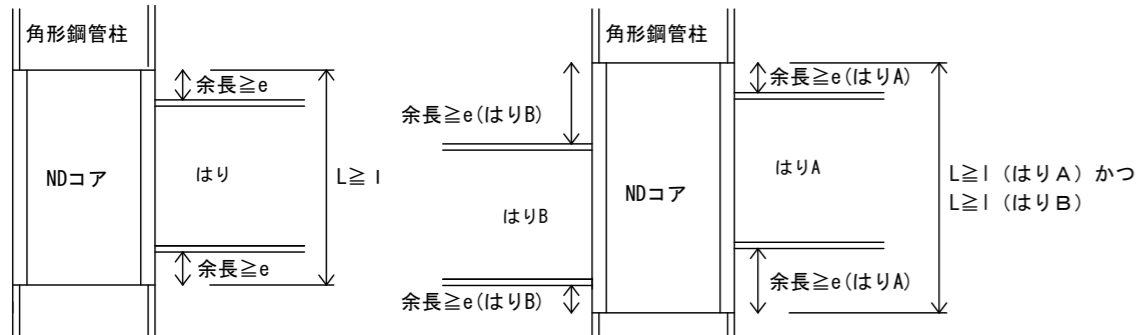 角形鋼管柱
余長≧e
NDコア
はり
L≧l
余長≧e
角形鋼管柱
余長≧e(はりA)
余長≧e(はりB)
はりA
NDコア
はりB
L≧l (はりA) かつ
L≧l (はりB)
余長≧e(はりA)
余長≧e(はりB)